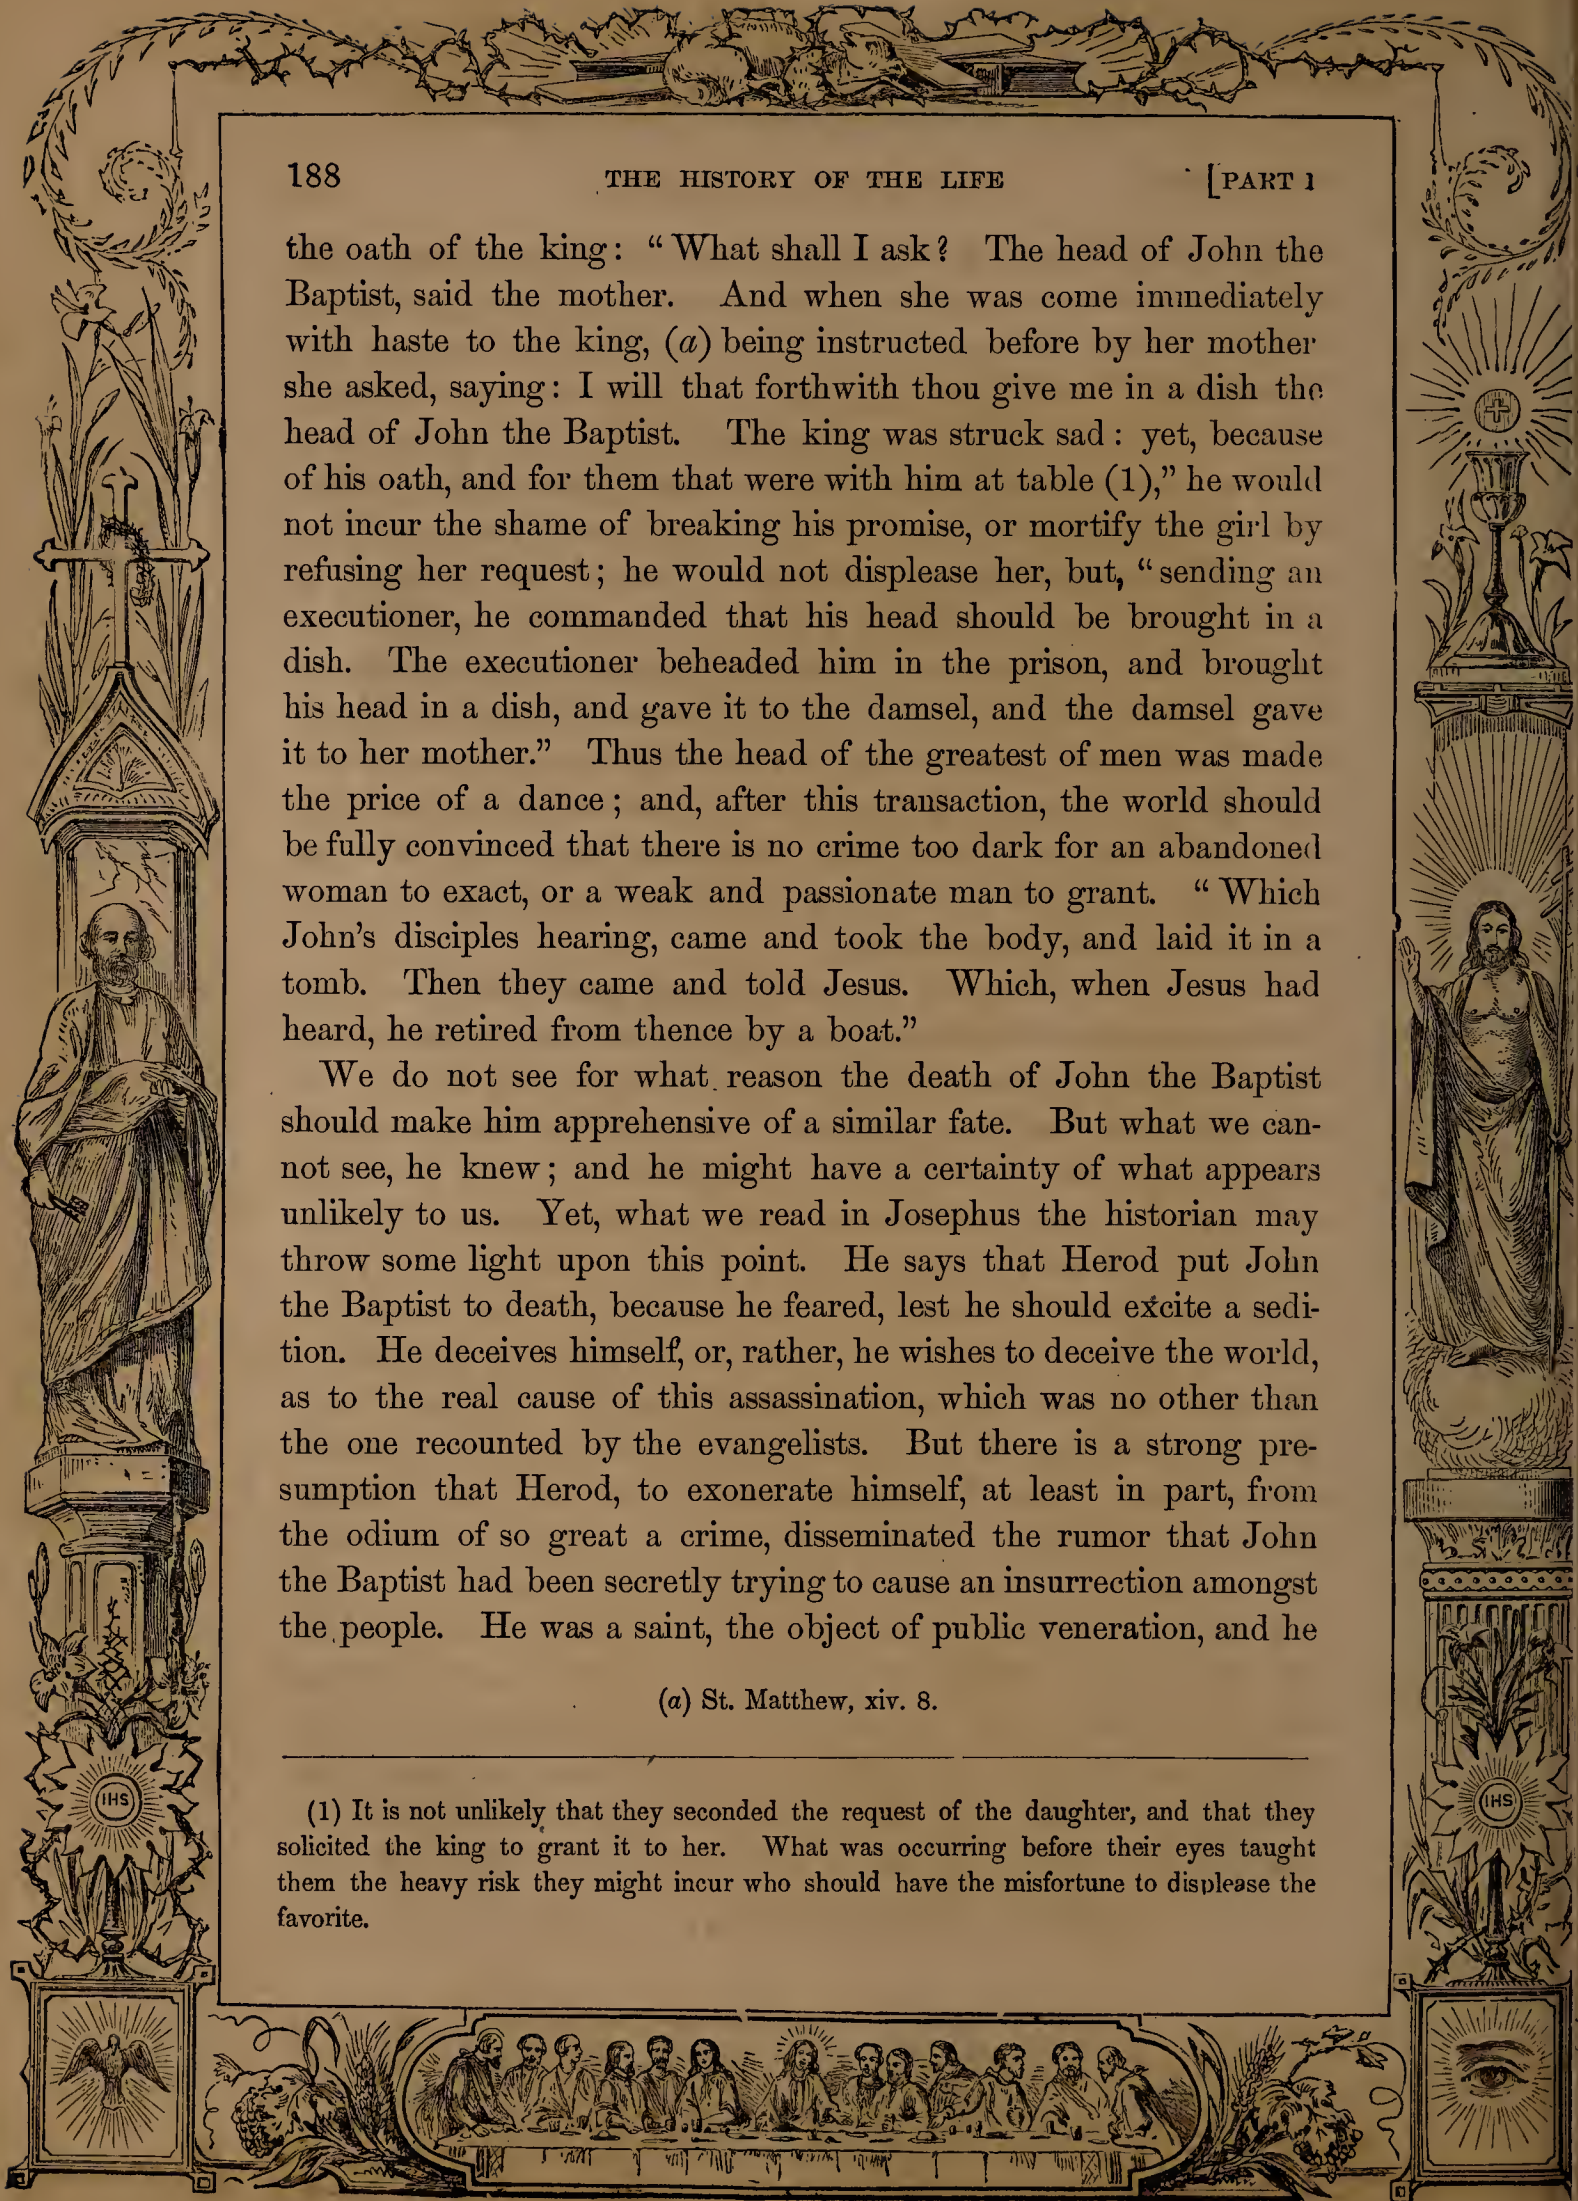 188 THE HISTORY OF THE LIFE [PART 1
the oath of the king: “What shall I ask? The head of John the
Baptist, said the mother. And when she was come immediately
with haste to the king, (a) being instructed before by her mother
she asked, saying: I will that forthwith thou give me in a dish the
head of John the Baptist. The king was struck sad: yet, because
of his oath, and for them that were with him at table (1),” he would
not incur the shame of breaking his promise, or mortify the girl by
refusing her request; he would not displease her, but, “sending an
executioner, he commanded that his head should be brought in a
dish. The executioner beheaded him in the prison, and brought
his head in a dish, and gave it to the damsel, and the damsel gave
it to her mother.” Thus the head of the greatest of men was made
the price of a dance; and, after this transaction, the world should
be fully convinced that there is no crime too dark for an abandoned
woman to exact, or a weak and passionate man to grant. “Which
John’s disciples hearing, came and took the body, and laid it in a
tomb. Then they came and told Jesus. Which, when Jesus had
heard, he retired from thence by a boat.”
We do not see for what reason the death of John the Baptist
should make him apprehensive of a similar fate. But what we can-
not see, he knew; and he might have a certainty of what appears
unlikely to us. Yet, what we read in Josephus the historian may
throw some light upon this point. He says that Herod put John
the Baptist to death, because he feared, lest he should excite a sedi-
tion. He deceives himself, or, rather, he wishes to deceive the world,
as to the real cause of this assassination, which was no other than
the one recounted by the evangelists. But there is a strong pre-
sumption that Herod, to exonerate himself, at least in part, from
the odium of so great a crime, disseminated the rumor that John
the Baptist had been secretly trying to cause an insurrection amongst
the people. He was a saint, the object of public veneration, and he
(a) St. Matthew, xiv. 8.
(1) It is not unlikely that they seconded the request of the daughter, and that they
solicited the king to grant it to her. What was occurring before their eyes taught
them the heavy risk they might incur who should have the misfortune to displease the
favorite.
IHS
IHS